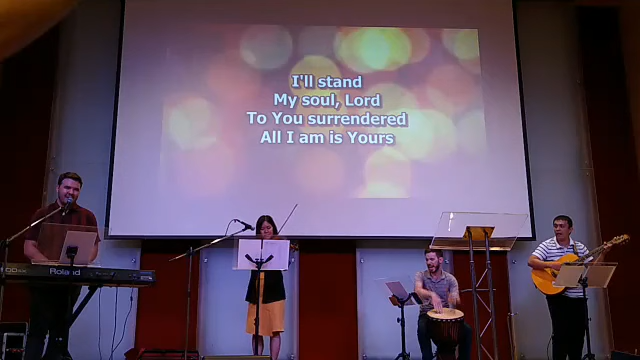 I'll stand
My soul, Lord
To You surrendered
All I am is Yours
Roland